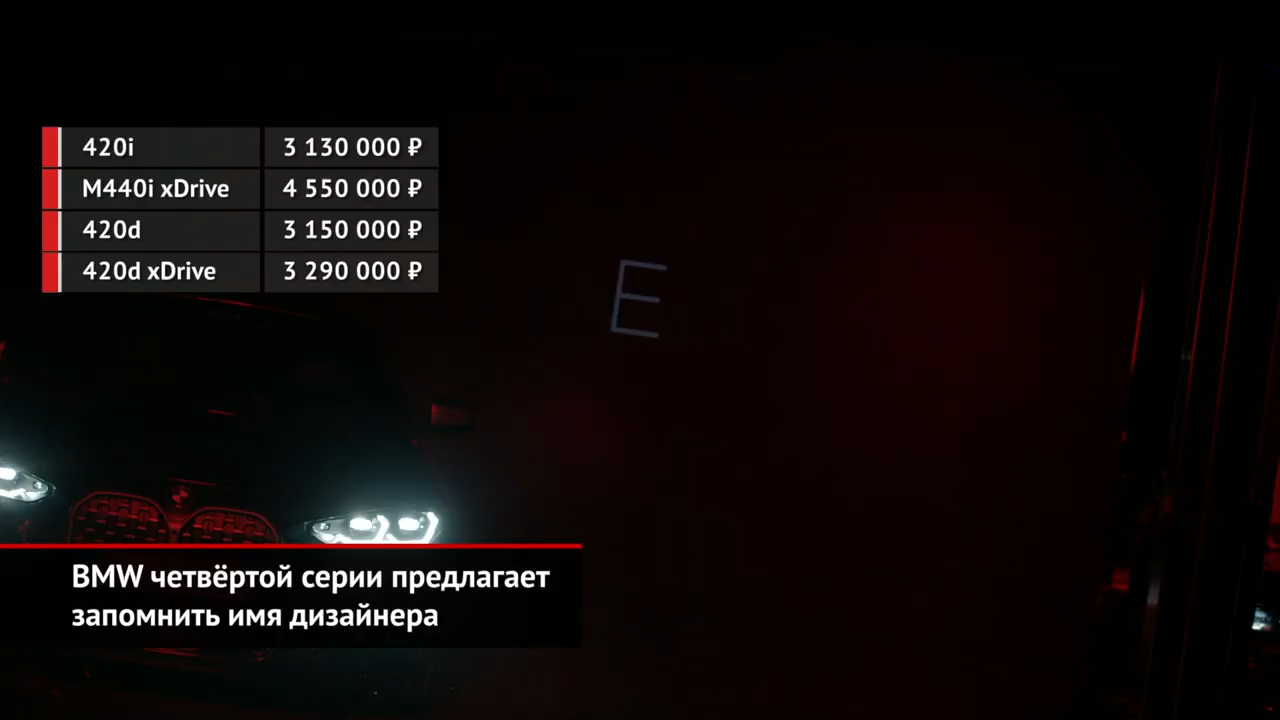 420i 3 130 000 ₽
M440i xDrive 4 550 000 ₽
420d 3 150 000 ₽
420d xDrive 3 290 000 ₽
E
BMW четвёртой серии предлагает
запомнить имя дизайнера